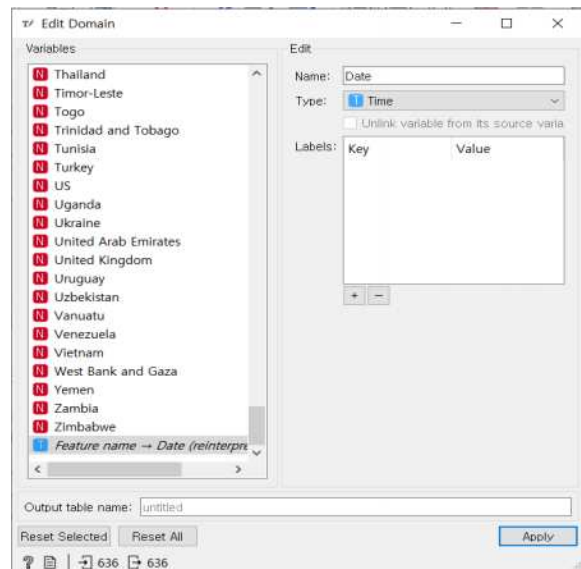 Edit Domain
Variables
N Thailand
N Timor-Leste
N Togo
N Trinidad and Tobago
N Tunisia
N Turkey
N US
N Uganda
N Ukraine
N United Arab Emirates
N United Kingdom
N Uruguay
N Uzbekistan
N Vanuatu
N Venezuela
N Vietnam
N West Bank and Gaza
N Yemen
N Zambia
N Zimbabwe
T Feature name → Date (reinterpre
Edit
Name: Date
Type: T Time
Unlink variable from its source varia
Labels: Key Value
+ −
Output table name: untitled
Reset Selected Reset All Apply
? 636 636